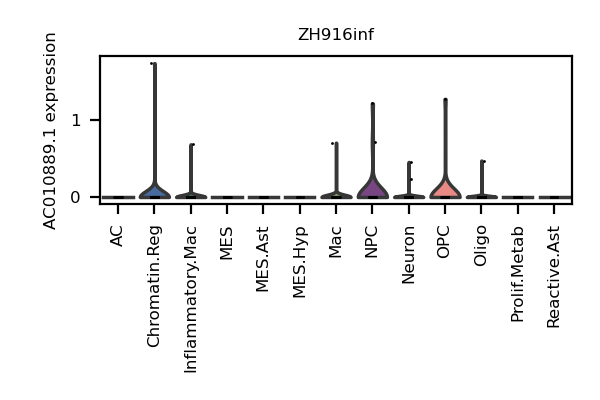 ZH916inf
AC010889.1 expression
1
0
AC
Chromatin.Reg
Inflammatory.Mac
MES
MES.Ast
MES.Hyp
Mac
NPC
Neuron
OPC
Oligo
Prolif.Metab
Reactive.Ast